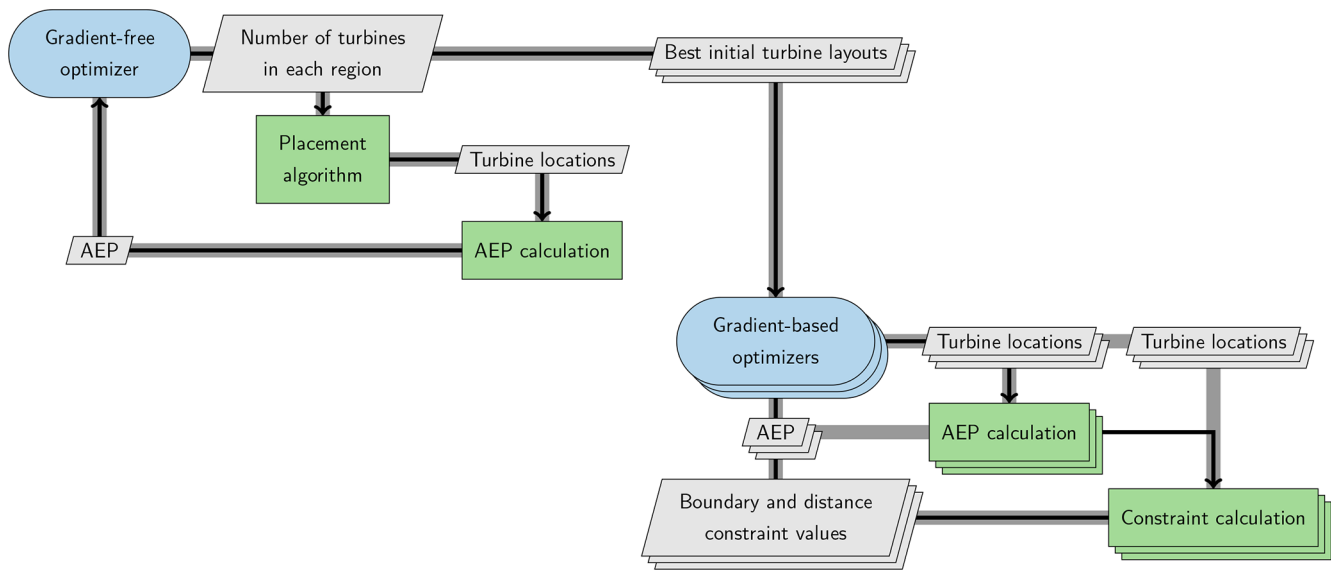 Gradient-free
optimizer
Number of turbines
in each region
Best initial turbine layouts
Placement
algorithm
Turbine locations
AEP
AEP calculation
Gradient-based
optimizers
Turbine locations
Turbine locations
AEP
AEP calculation
Boundary and distance
constraint values
Constraint calculation